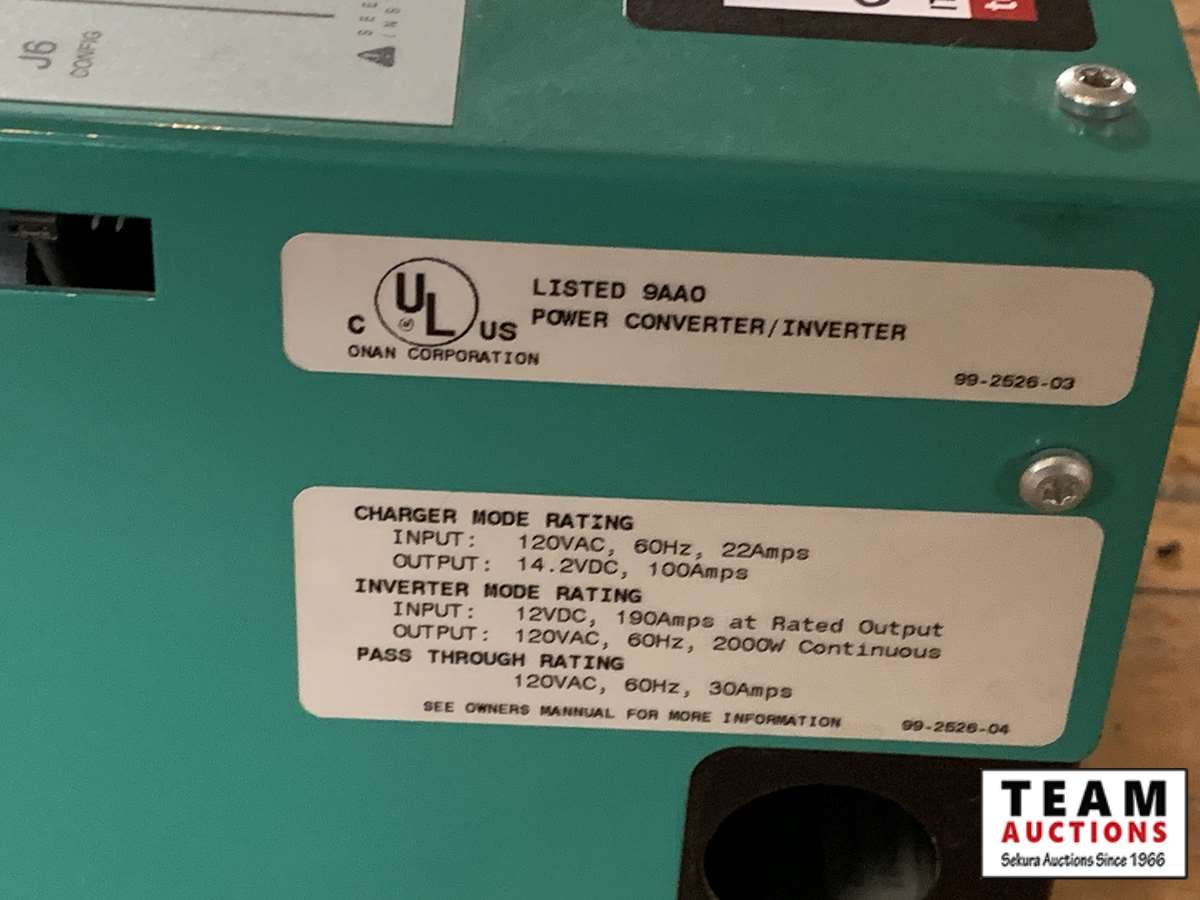 J6
CONFIG
SEE
INS
C UL US
LISTED 9AA0
POWER CONVERTER/INVERTER
ONAN CORPORATION
99-2526-03
CHARGER MODE RATING
INPUT: 120VAC, 60Hz, 22Amps
OUTPUT: 14.2VDC, 100Amps
INVERTER MODE RATING
INPUT: 12VDC, 190Amps at Rated Output
OUTPUT: 120VAC, 60Hz, 2000W Continuous
PASS THROUGH RATING
120VAC, 60Hz, 30Amps
SEE OWNERS MANNUAL FOR MORE INFORMATION 99-2526-04
TEAM
AUCTIONS
Sekura Auctions Since 1966